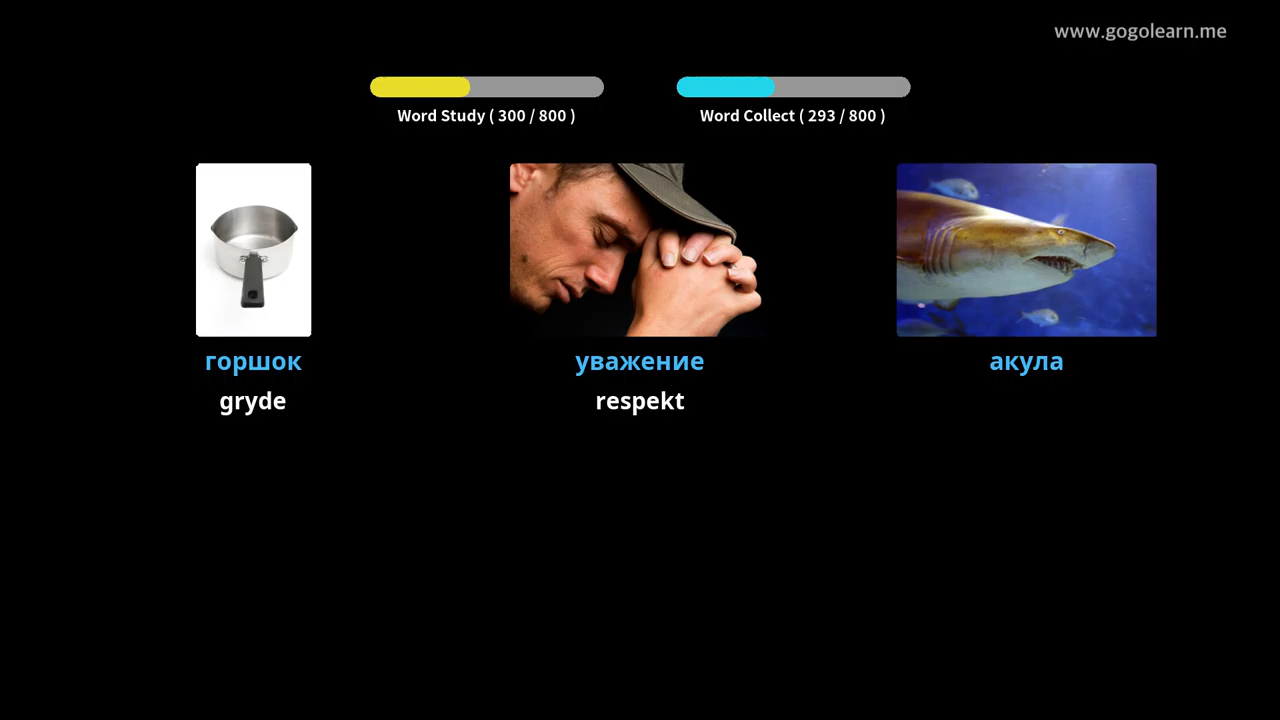 www.gogolearn.me
Word Study ( 300 / 800 )
Word Collect ( 293 / 800 )
горшок
уважение
акула
gryde
respekt